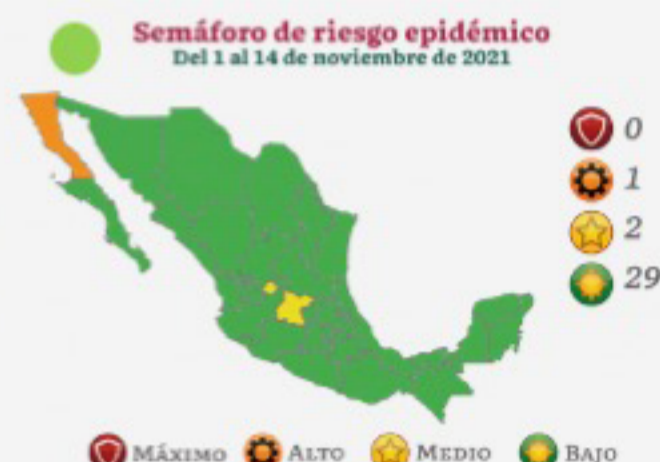 Semáforo de riesgo epidémico
Del 1 al 14 de noviembre de 2021
0
1
2
29
MÁXIMO ALTO MEDIO BAJO